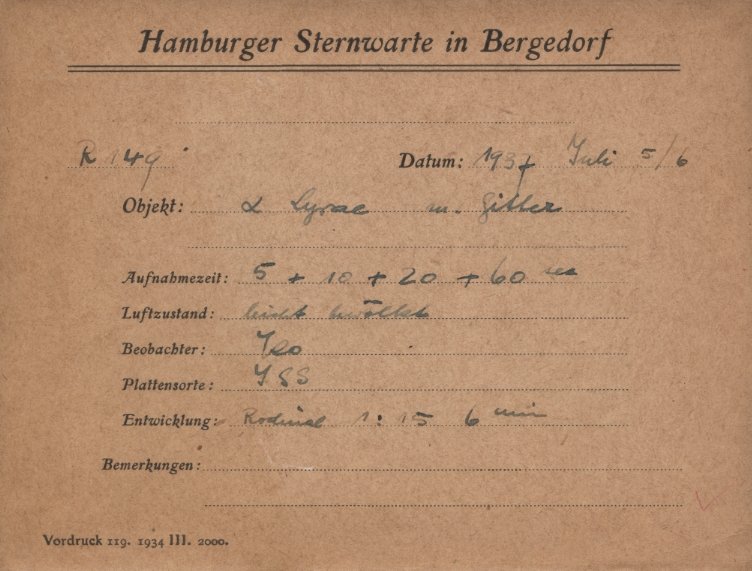 Hamburger Sternwarte in Bergedorf
R 149 Datum: 1937 Juli 5/6
Objekt: α Lyrae m. Gitter
Aufnahmezeit: 5 + 10 + 20 + 60 sec
Luftzustand: leicht bewölkt
Beobachter:
Plattensorte:
Entwicklung: Rodinal 1:15 6 min
Bemerkungen:
Vordruck 119. 1934 III. 2000.